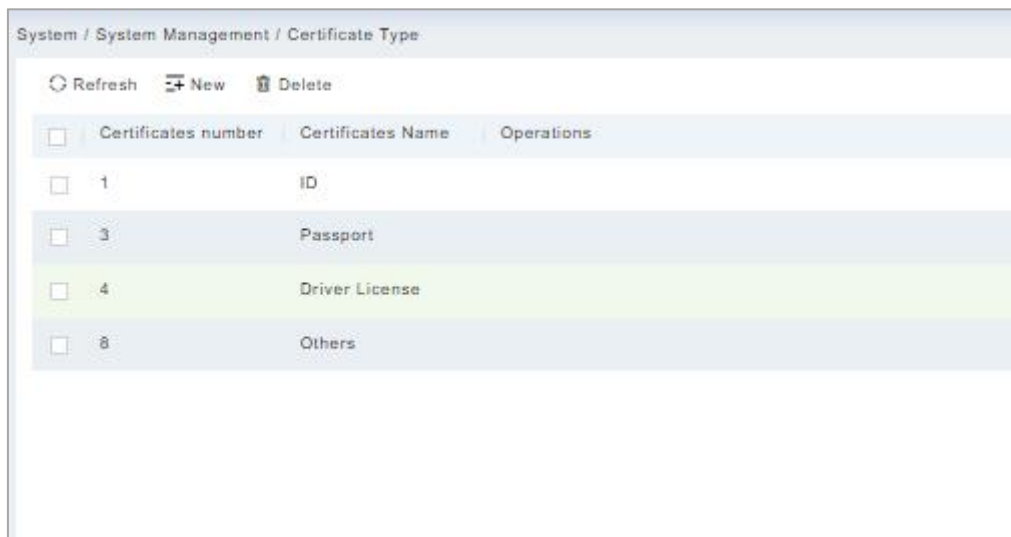 System / System Management / Certificate Type
Refresh New Delete
Certificates number Certificates Name Operations
1 ID
3 Passport
4 Driver License
8 Others